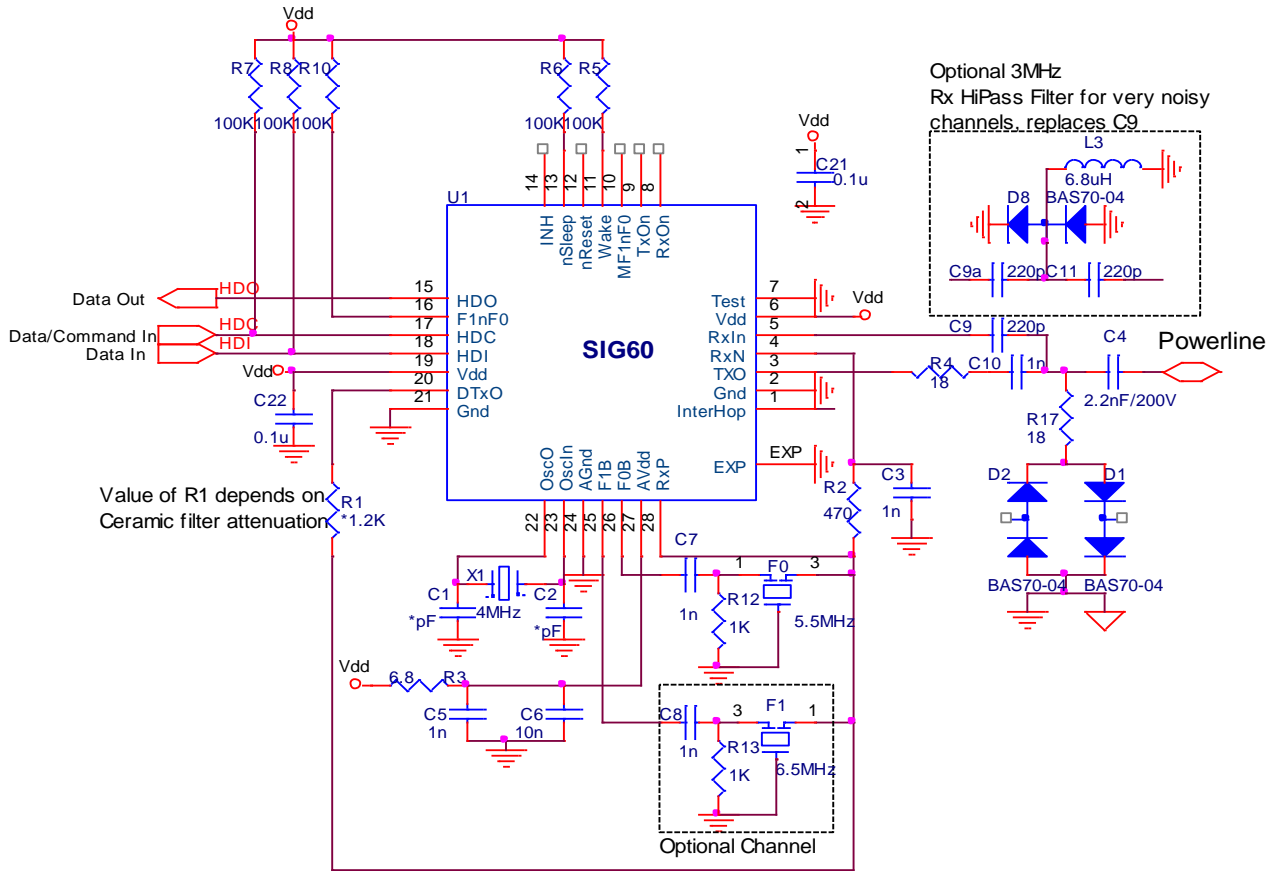 Vdd
R7
R8
R10
R6
R5
100K
100K
100K
100K
100K
Optional 3MHz
Rx HiPass Filter for very noisy
channels, replaces C9
L3
6.8uH
D8
BAS70-04
C9a
220p
C11
220p
Vdd
1
C21
0.1u
2
U1
14
13
12
11
10
9
8
INH
nSleep
nReset
Wake
MF1nF0
TxOn
RxOn
Data Out
HDO
Data/Command In
HDC
Data In
HDI
15
HDO
16
F1nF0
17
HDC
18
HDI
19
Vdd
20
DTxO
21
Gnd
SIG60
Test
7
Vdd
6
Vdd
RxIn
5
RxN
4
TXO
3
Gnd
2
InterHop
1
EXP
EXP
C9
220p
R4
18
C10
1n
C4
2.2nF/200V
Powerline
R17
18
D2
D1
BAS70-04
BAS70-04
Vdd
C22
0.1u
Value of R1 depends on
Ceramic filter attenuation
R1
*1.2K
OscO
OscIn
AGnd
F1B
F0B
AVdd
RxP
22
23
24
25
26
27
28
R2
470
C3
1n
X1
4MHz
C1
*pF
C2
*pF
C7
1n
1
F0
3
R12
1K
5.5MHz
Vdd
6.8
R3
C5
1n
C6
10n
C8
1n
3
F1
1
R13
1K
6.5MHz
Optional Channel